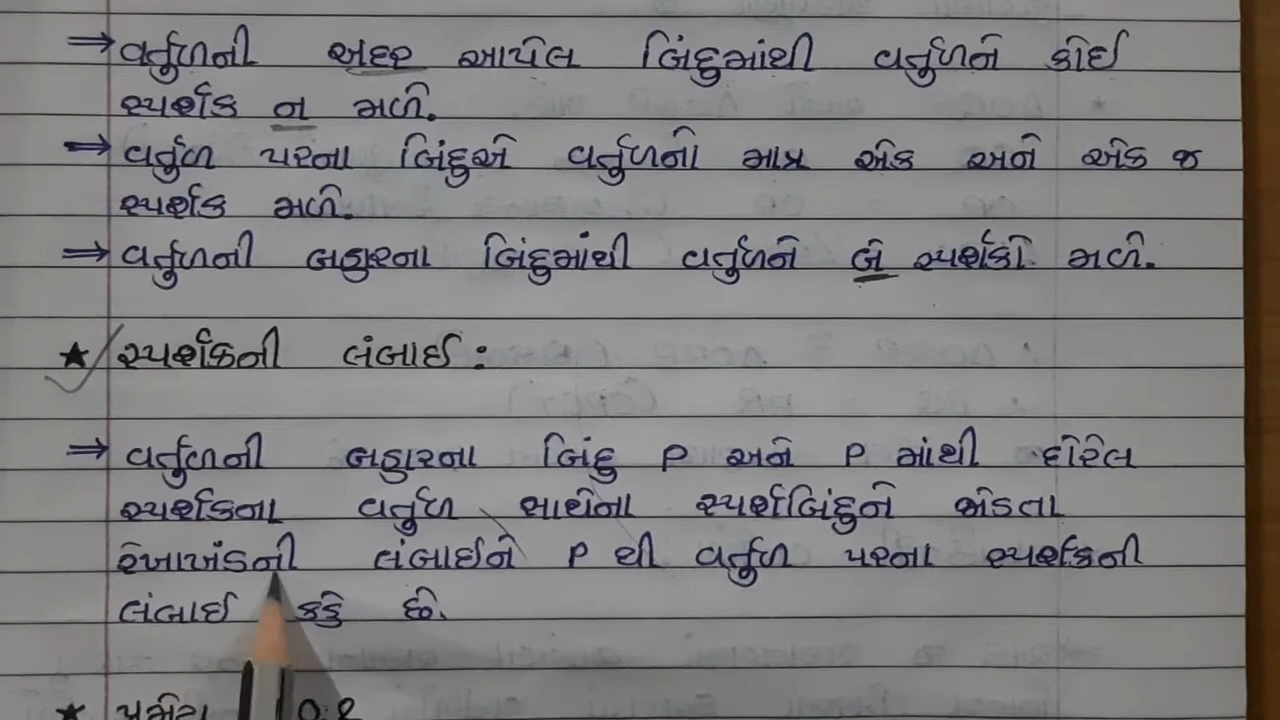 ⇒ વર્તુળની અંદર આપેલ બિંદુમાંથી વર્તુળને કોઈ
સ્પર્શક ન મળે.
⇒ વર્તુળ પરના બિંદુએ વર્તુળનો માત્ર એક અને એક જ
સ્પર્શક મળે.
⇒ વર્તુળની બહારના બિંદુમાંથી વર્તુળને બે સ્પર્શકો મળે.
★ સ્પર્શકની લંબાઈ :
⇒ વર્તુળની બહારના બિંદુ P અને P માંથી દોરેલ
સ્પર્શકના વર્તુળ સાથેના સ્પર્શબિંદુને જોડતા
રેખાખંડની લંબાઈને P થી વર્તુળ પરના સ્પર્શકની
લંબાઈ કહે છે.
★ પ્રમેય